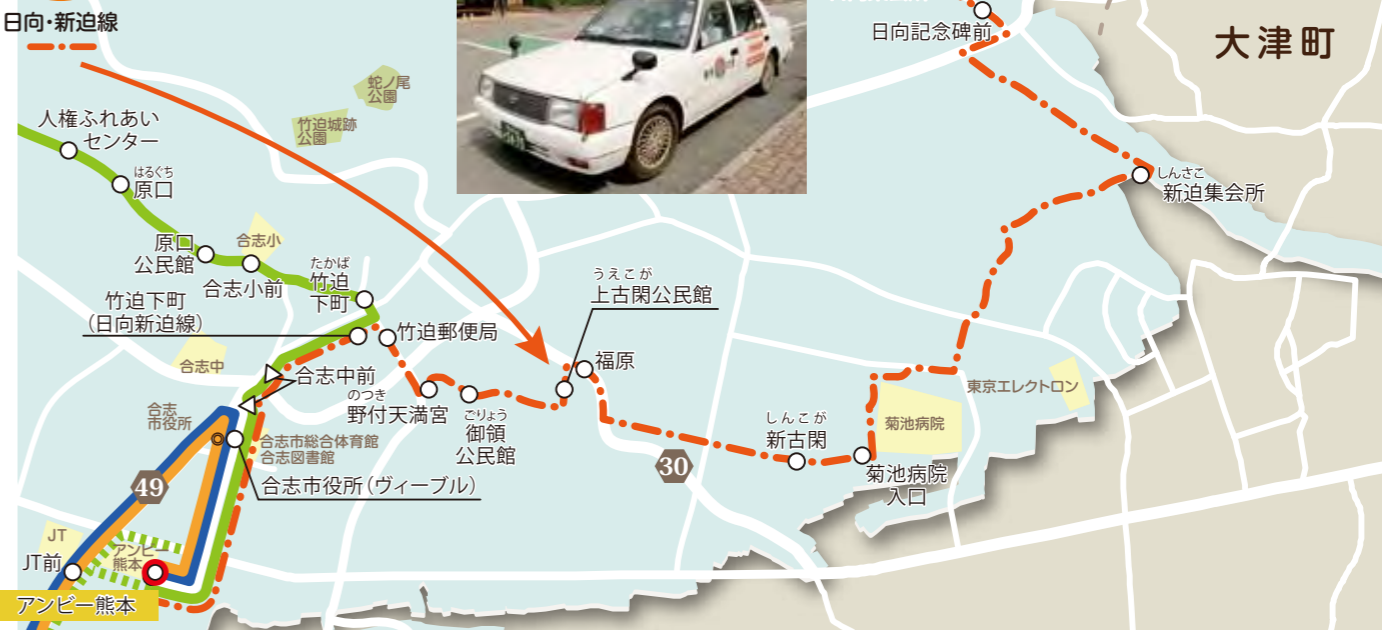 日向・新迫線
日向記念碑前
大津町
蛇ノ尾
公園
竹迫城跡
公園
人権ふれあい
センター
はるぐち
原口
しんさこ
新迫集会所
原口
公民館
合志小
合志小前
たかば
竹迫
下町
うえこが
上古閑公民館
竹迫下町
(日向新迫線)
竹迫郵便局
福原
合志中
合志中前
東京エレクトロン
のつき
野付天満宮
ごりょう
御領
公民館
しんこが
新古閑
菊池病院
合志
市役所
合志市総合体育館
合志図書館
30
菊池病院
入口
合志市役所(ヴィーブル)
49
JT
JT前
アンビー
熊本
アンビー熊本